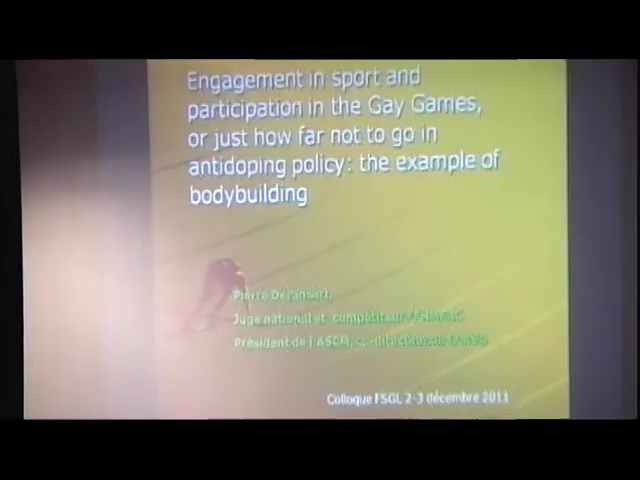 Engagement in sport and
participation in the Gay Games,
or just how far not to go in
antidoping policy: the example of
bodybuilding
Pierre
Juge national et compétiteur
Président de l'ASCM,
Colloque FSGL 2-3 décembre 2011